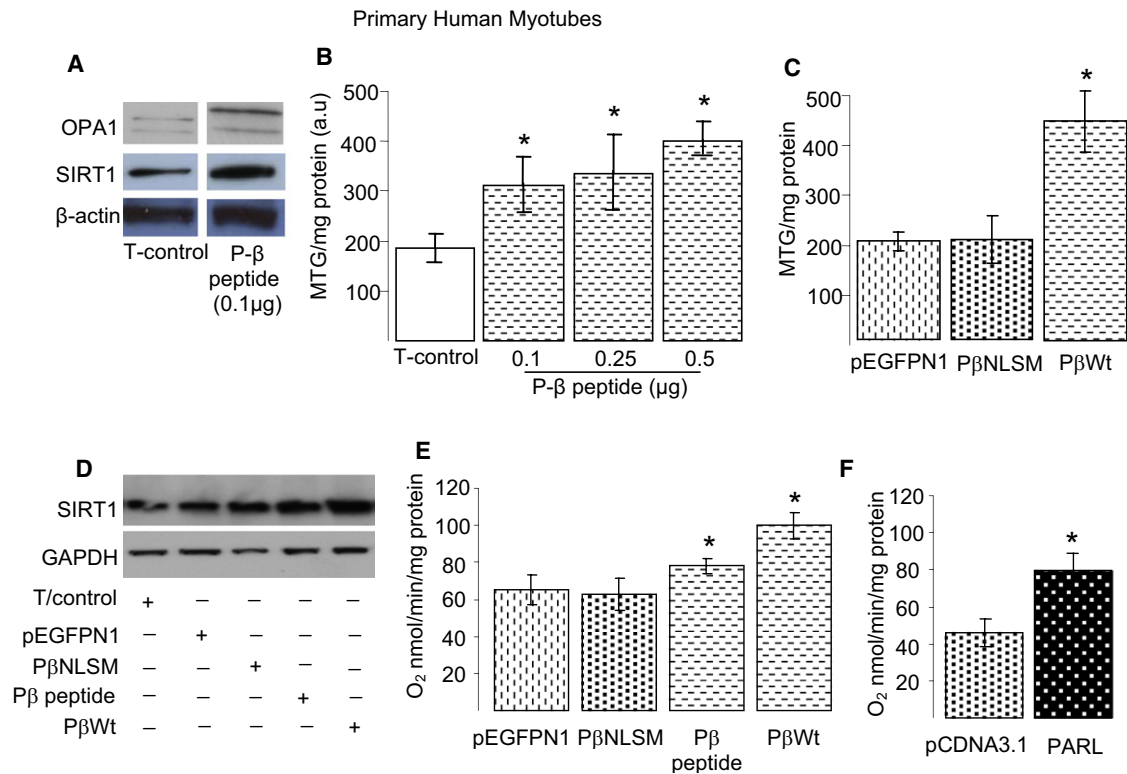 Primary Human Myotubes
A
OPA1
SIRT1
β-actin
T-control
P-β
peptide
(0.1µg)
B
MTG/mg protein (a.u)
500
400
300
200
100
*
*
*
T-control
0.1
0.25
0.5
P-β peptide (µg)
C
MTG/mg protein
500
400
300
200
100
*
pEGFPN1
PβNLSM
PβWt
D
SIRT1
GAPDH
T/control + – – – –
pEGFPN1 – + – – –
PβNLSM – – + – –
Pβ peptide – – – + –
PβWt – – – – +
E
O₂ nmol/min/mg protein
120
100
80
60
40
20
*
*
pEGFPN1
PβNLSM
Pβ
peptide
PβWt
F
O₂ nmol/min/mg protein
120
100
80
60
40
20
*
pCDNA3.1
PARL